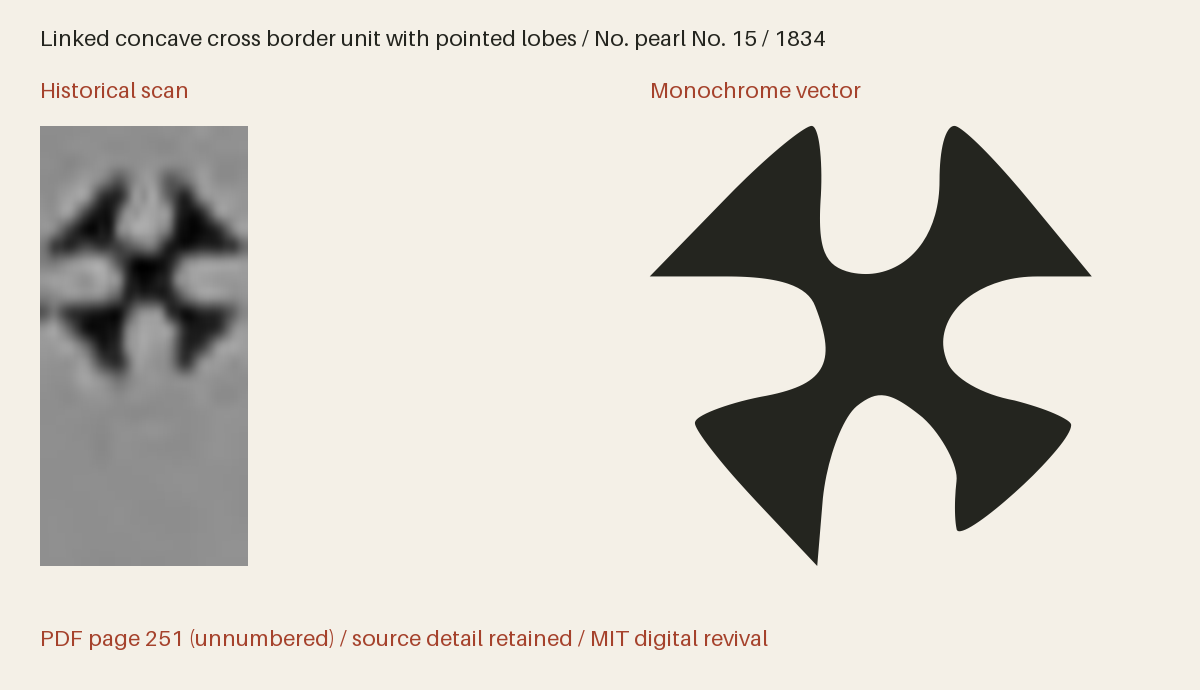 Linked concave cross border unit with pointed lobes / No. pearl No. 15 / 1834
Historical scan
Monochrome vector
PDF page 251 (unnumbered) / source detail retained / MIT digital revival